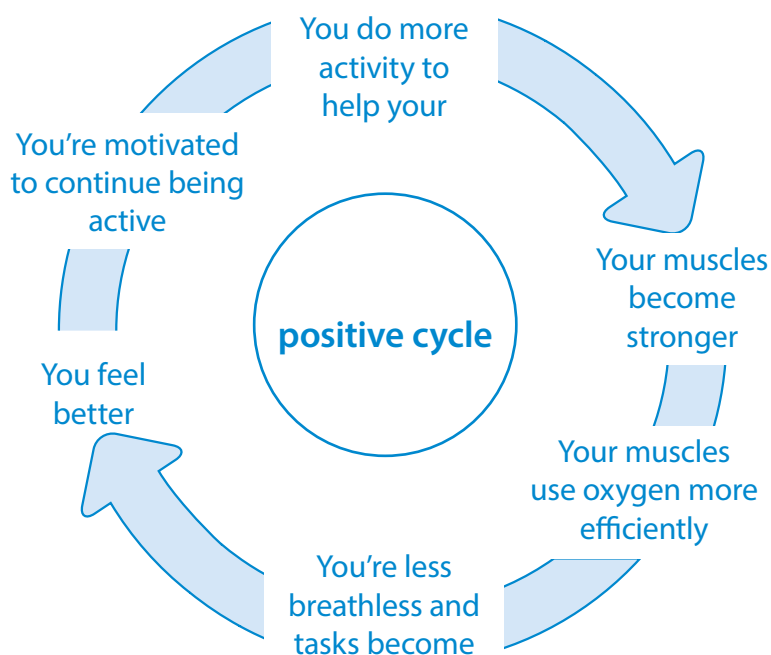 You do more
activity to
help your
Your muscles
become
stronger
Your muscles
use oxygen more
efficiently
You're less
breathless and
tasks become
You feel
better
You're motivated
to continue being
active
positive cycle